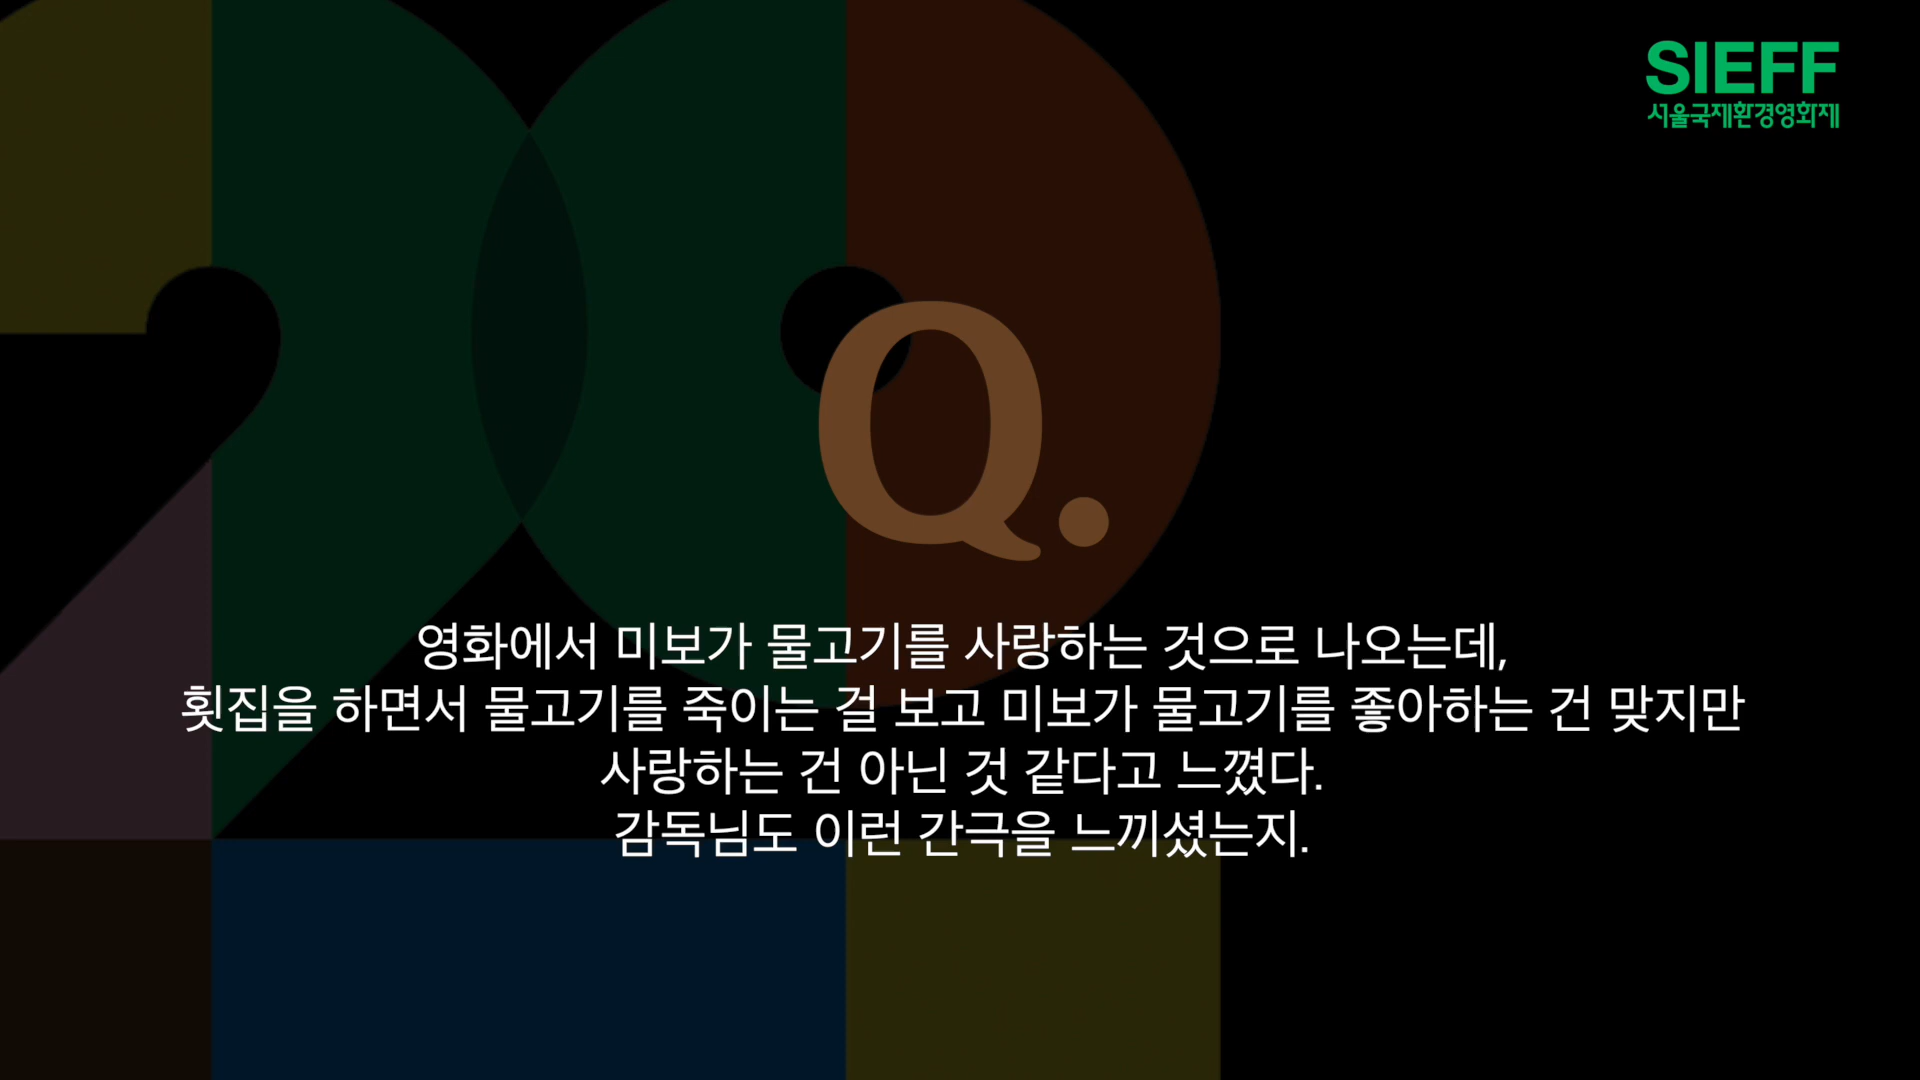 SIEFF
서울국제환경영화제
20
Q.
영화에서 미보가 물고기를 사랑하는 것으로 나오는데,
횟집을 하면서 물고기를 죽이는 걸 보고 미보가 물고기를 좋아하는 건 맞지만
사랑하는 건 아닌 것 같다고 느꼈다.
감독님도 이런 간극을 느끼셨는지.